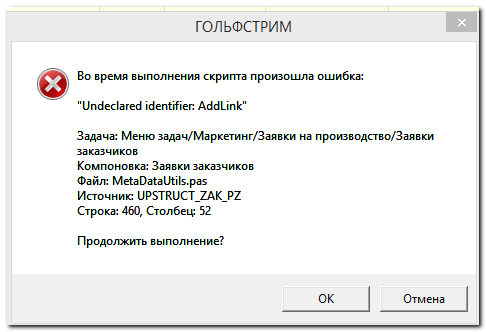 ГОЛЬФСТРИМ
Во время выполнения скрипта произошла ошибка:
"Undeclared identifier: AddLink"
Задача: Меню задач/Маркетинг/Заявки на производство/Заявки
заказчиков
Компоновка: Заявки заказчиков
Файл: MetaDataUtils.pas
Источник: UPSTRUCT_ZAK_PZ
Строка: 460, Столбец: 52
Продолжить выполнение?
ОК
Отмена